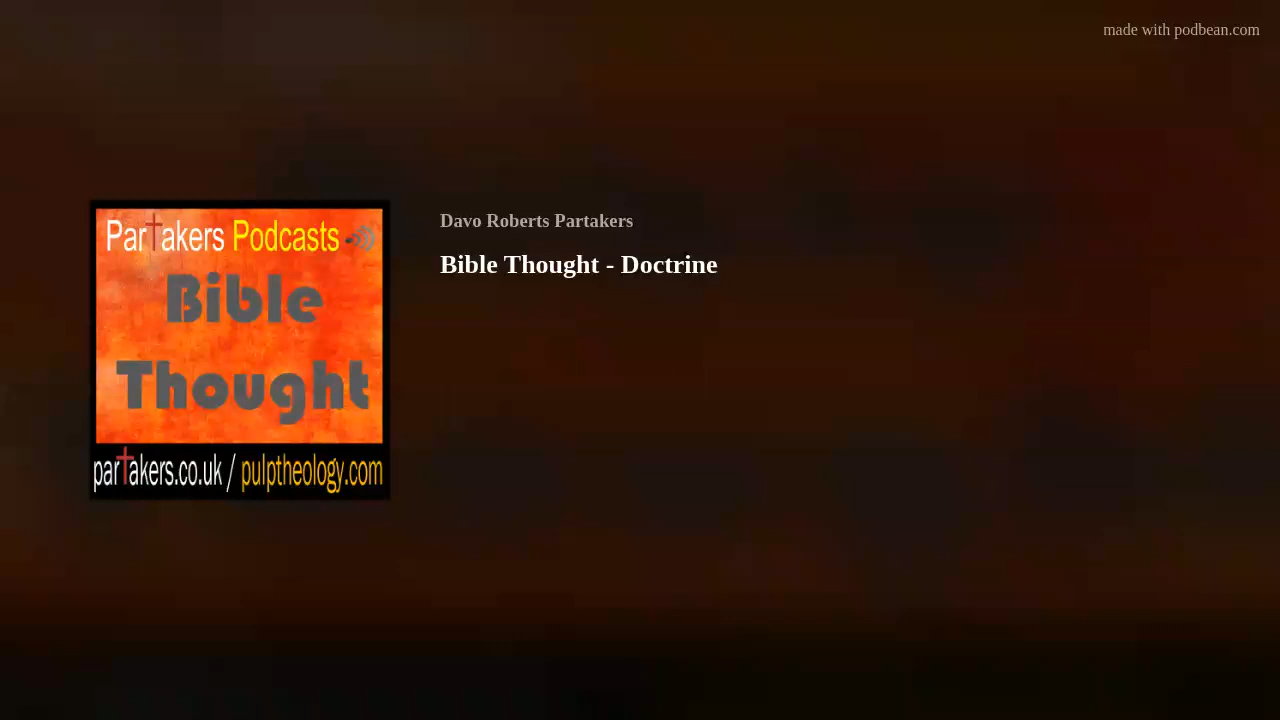 made with podbean.com
Partakers Podcasts
Bible
Thought
partakers.co.uk / pulptheology.com
Davo Roberts Partakers
Bible Thought - Doctrine